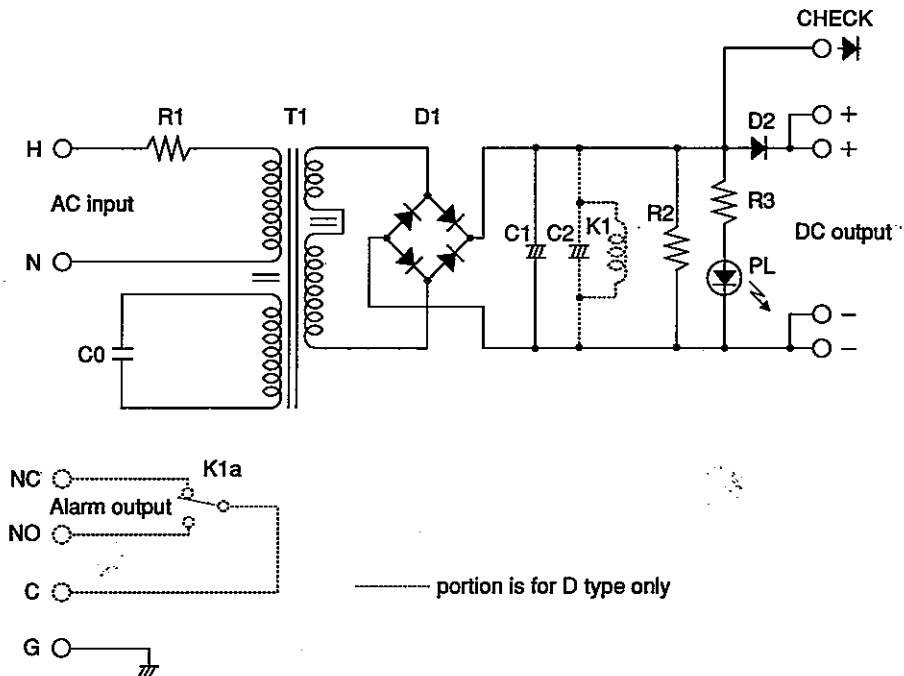 CHECK
R1
T1
D1
D2
+
+
H
AC input
N
C1
C2
K1
R2
R3
DC output
PL
−
−
C0
NC
K1a
Alarm output
NO
C
portion is for D type only
G